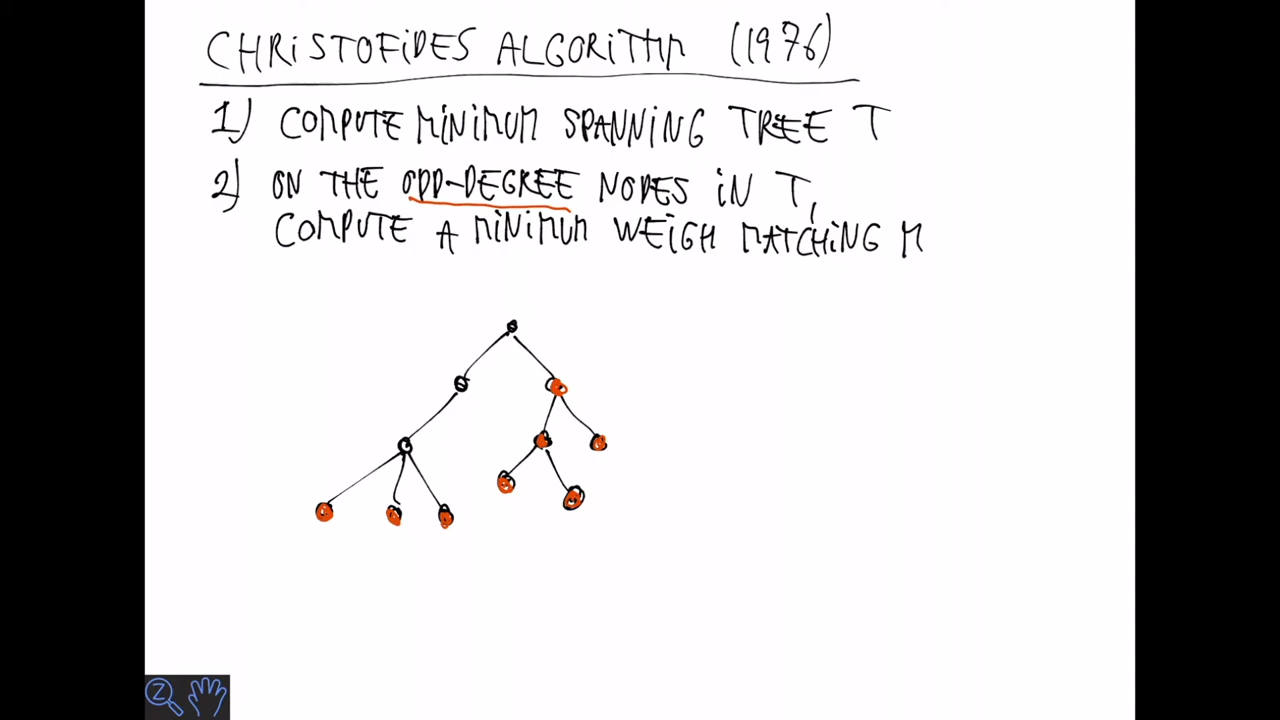 CHRiSTOFiDES ALGORiTHM (1976)
1) COMPUTE MiNiMUM SPANNiNG TREE T
2) ON THE ODD-DEGREE NODES iN T,
COMPUTE A MiNiMUM WEiGH MATCHiNG M
Z